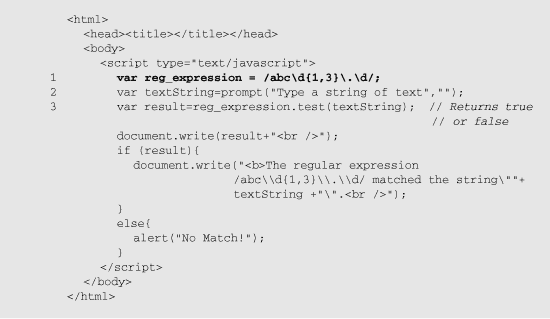 <html>
<head><title></title></head>
<body>
<script type="text/javascript">
1 var reg_expression = /abc\d{1,3}\.\d/;
2 var textString=prompt("Type a string of text","");
3 var result=reg_expression.test(textString); // Returns true
// or false
document.write(result+"<br />");
if (result){
document.write("<b>The regular expression
/abc\\d{1,3}\\.\\d/ matched the string\""+
textString +"\".<br />");
}
else{
alert("No Match!");
}
</script>
</body>
</html>